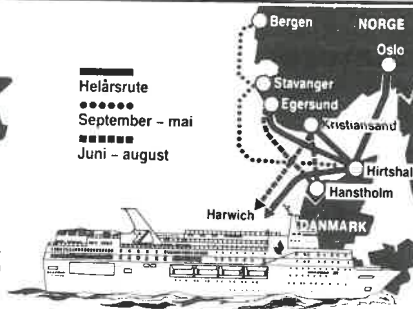 Bergen
NORGE
Oslo
Helårsrute
Stavanger
Egersund
September – mai
Kristiansand
Juni – august
Hirtshal
Hanstholm
Harwich
DANMARK